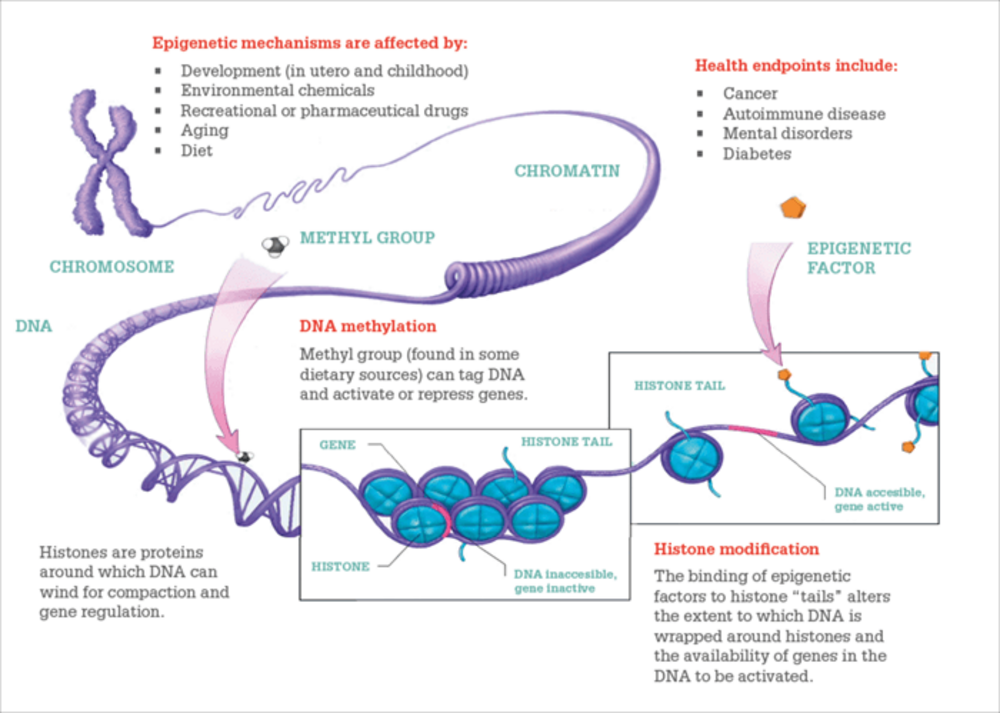 Epigenetic mechanisms are affected by:
▪ Development (in utero and childhood)
▪ Environmental chemicals
▪ Recreational or pharmaceutical drugs
▪ Aging
▪ Diet
Health endpoints include:
▪ Cancer
▪ Autoimmune disease
▪ Mental disorders
▪ Diabetes
CHROMATIN
METHYL GROUP
CHROMOSOME
EPIGENETIC
FACTOR
DNA
DNA methylation
Methyl group (found in some
dietary sources) can tag DNA
and activate or repress genes.
HISTONE TAIL
GENE
HISTONE TAIL
DNA accesible,
gene active
HISTONE
DNA inaccesible,
gene inactive
Histones are proteins
around which DNA can
wind for compaction and
gene regulation.
Histone modification
The binding of epigenetic
factors to histone “tails” alters
the extent to which DNA is
wrapped around histones and
the availability of genes in the
DNA to be activated.